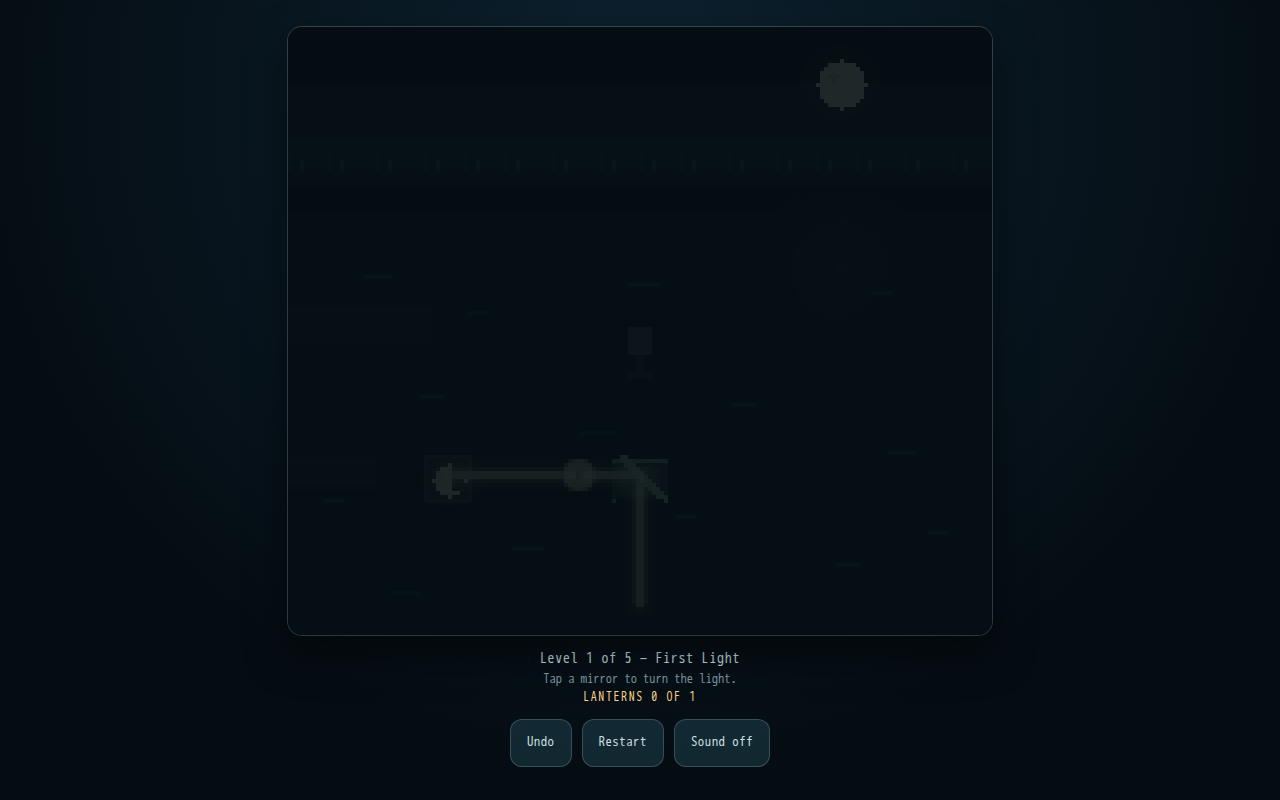 Level 1 of 5 — First Light
Tap a mirror to turn the light.
LANTERNS 0 OF 1
Undo Restart Sound off